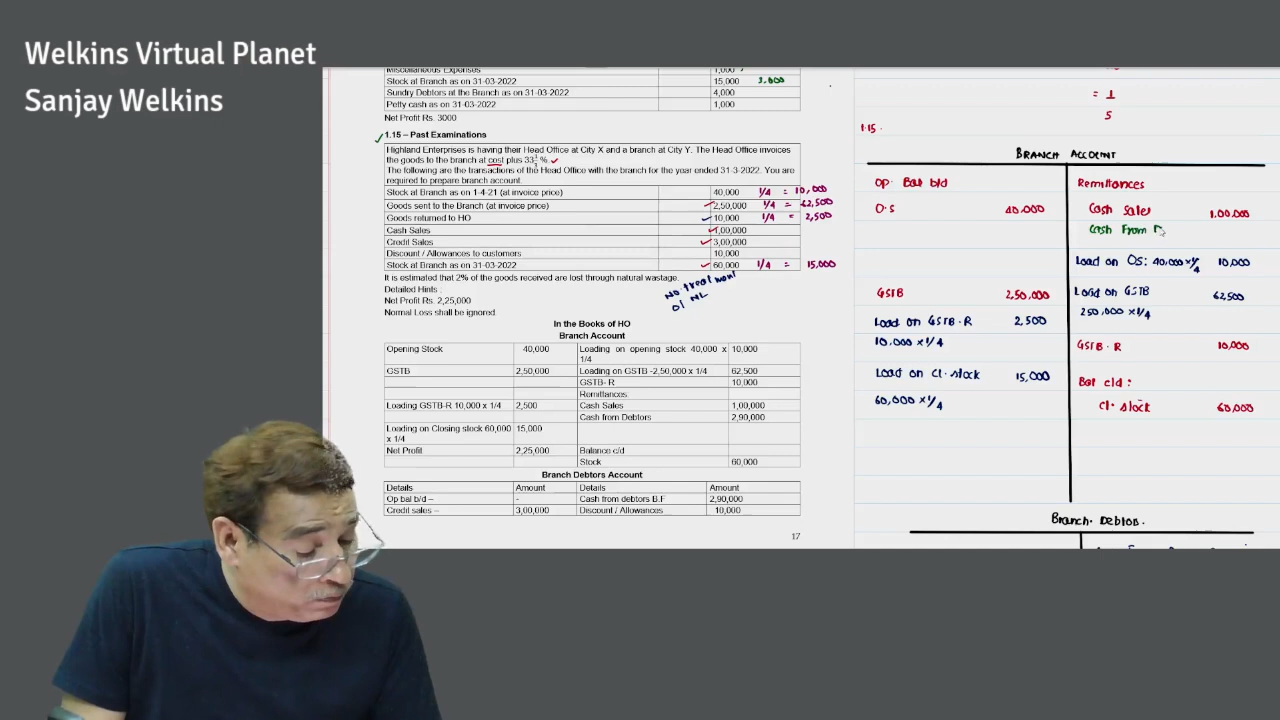 Welkins Virtual Planet
Sanjay Welkins
Miscellaneous Expenses 1,000
Stock at Branch as on 31-03-2022 15,000 3.000
Sundry Debtors at the Branch as on 31-03-2022 4,000
Petty cash as on 31-03-2022 1,000
Net Profit Rs. 3000
1.15 – Past Examinations
Highland Enterprises is having their Head Office at City X and a branch at City Y. The Head Office invoices
the goods to the branch at cost plus 33 1/3 %.
The following are the transactions of the Head Office with the branch for the year ended 31-3-2022. You are
required to prepare branch account.
Stock at Branch as on 1-4-21 (at invoice price) 40,000 1/4 = 10,000
Goods sent to the Branch (at invoice price) 2,50,000 1/4 = 62,500
Goods returned to HO 10,000 1/4 = 2,500
Cash Sales 1,00,000
Credit Sales 3,00,000
Discount / Allowances to customers 10,000
Stock at Branch as on 31-03-2022 60,000 1/4 = 15,000
It is estimated that 2% of the goods received are lost through natural wastage.
Detailed Hints :
Net Profit Rs. 2,25,000
Normal Loss shall be ignored
No treatment
of NL
In the Books of HO
Branch Account
Opening Stock 40,000 Loading on opening stock 40,000 x 10,000
1/4
GSTB 2,50,000 Loading on GSTB -2,50,000 x 1/4 62,500
GSTB- R 10,000
Remittances
Loading GSTB-R 10,000 x 1/4 2,500 Cash Sales 1,00,000
Cash from Debtors 2,90,000
Loading on Closing stock 60,000 15,000
x 1/4
Net Profit 2,25,000 Balance c/d
Stock 60,000
Branch Debtors Account
Details Amount Details Amount
Op bal b/d – - Cash from debtors B.F 2,90,000
Credit sales – 3,00,000 Discount / Allowances 10,000
17
= 1
5
1.15.
BRANCH ACCOUNT
Op. Bal b/d Remittances
O.S 40,000 Cash Sales 1,00,000
Cash From
Load on OS: 40,000 x 1/4 10,000
GSTB 2,50,000 Load on GSTB 62,500
250,000 x 1/4
Load on GSTB.R 2,500
10,000 x 1/4 GSTB.R 10,000
Load on Cl. stock 15,000 Bal c/d :
60,000 x 1/4 Cl. stock 60,000
Branch. Debtors.